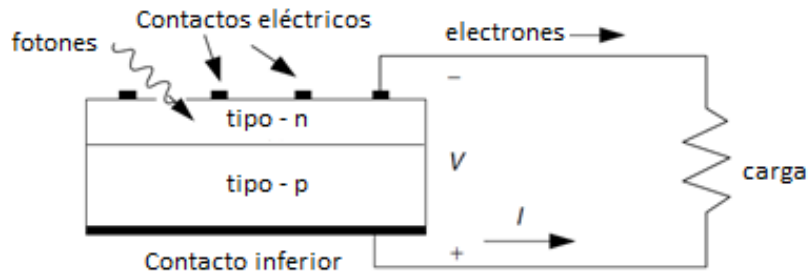 Contactos eléctricos
fotones
electrones
−
tipo - n
V
tipo - p
carga
I
+
Contacto inferior